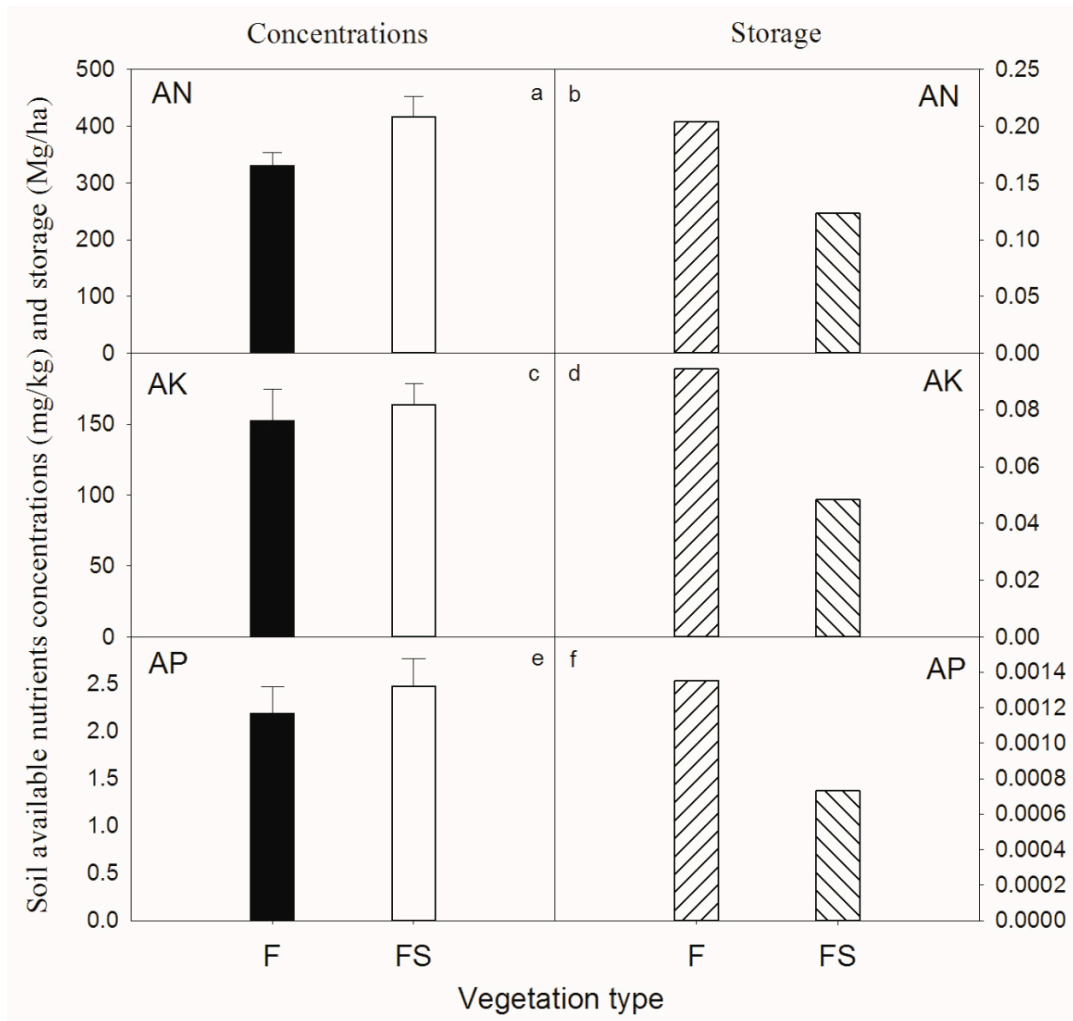 Concentrations
Storage
Soil available nutrients concentrations (mg/kg) and storage (Mg/ha)
500
400
300
200
100
0
AN
a
b
AN
0.25
0.20
0.15
0.10
0.05
0.00
150
100
50
0
AK
c
d
AK
0.08
0.06
0.04
0.02
0.00
2.5
2.0
1.5
1.0
0.5
0.0
AP
e
f
AP
0.0014
0.0012
0.0010
0.0008
0.0006
0.0004
0.0002
0.0000
F
FS
F
FS
Vegetation type